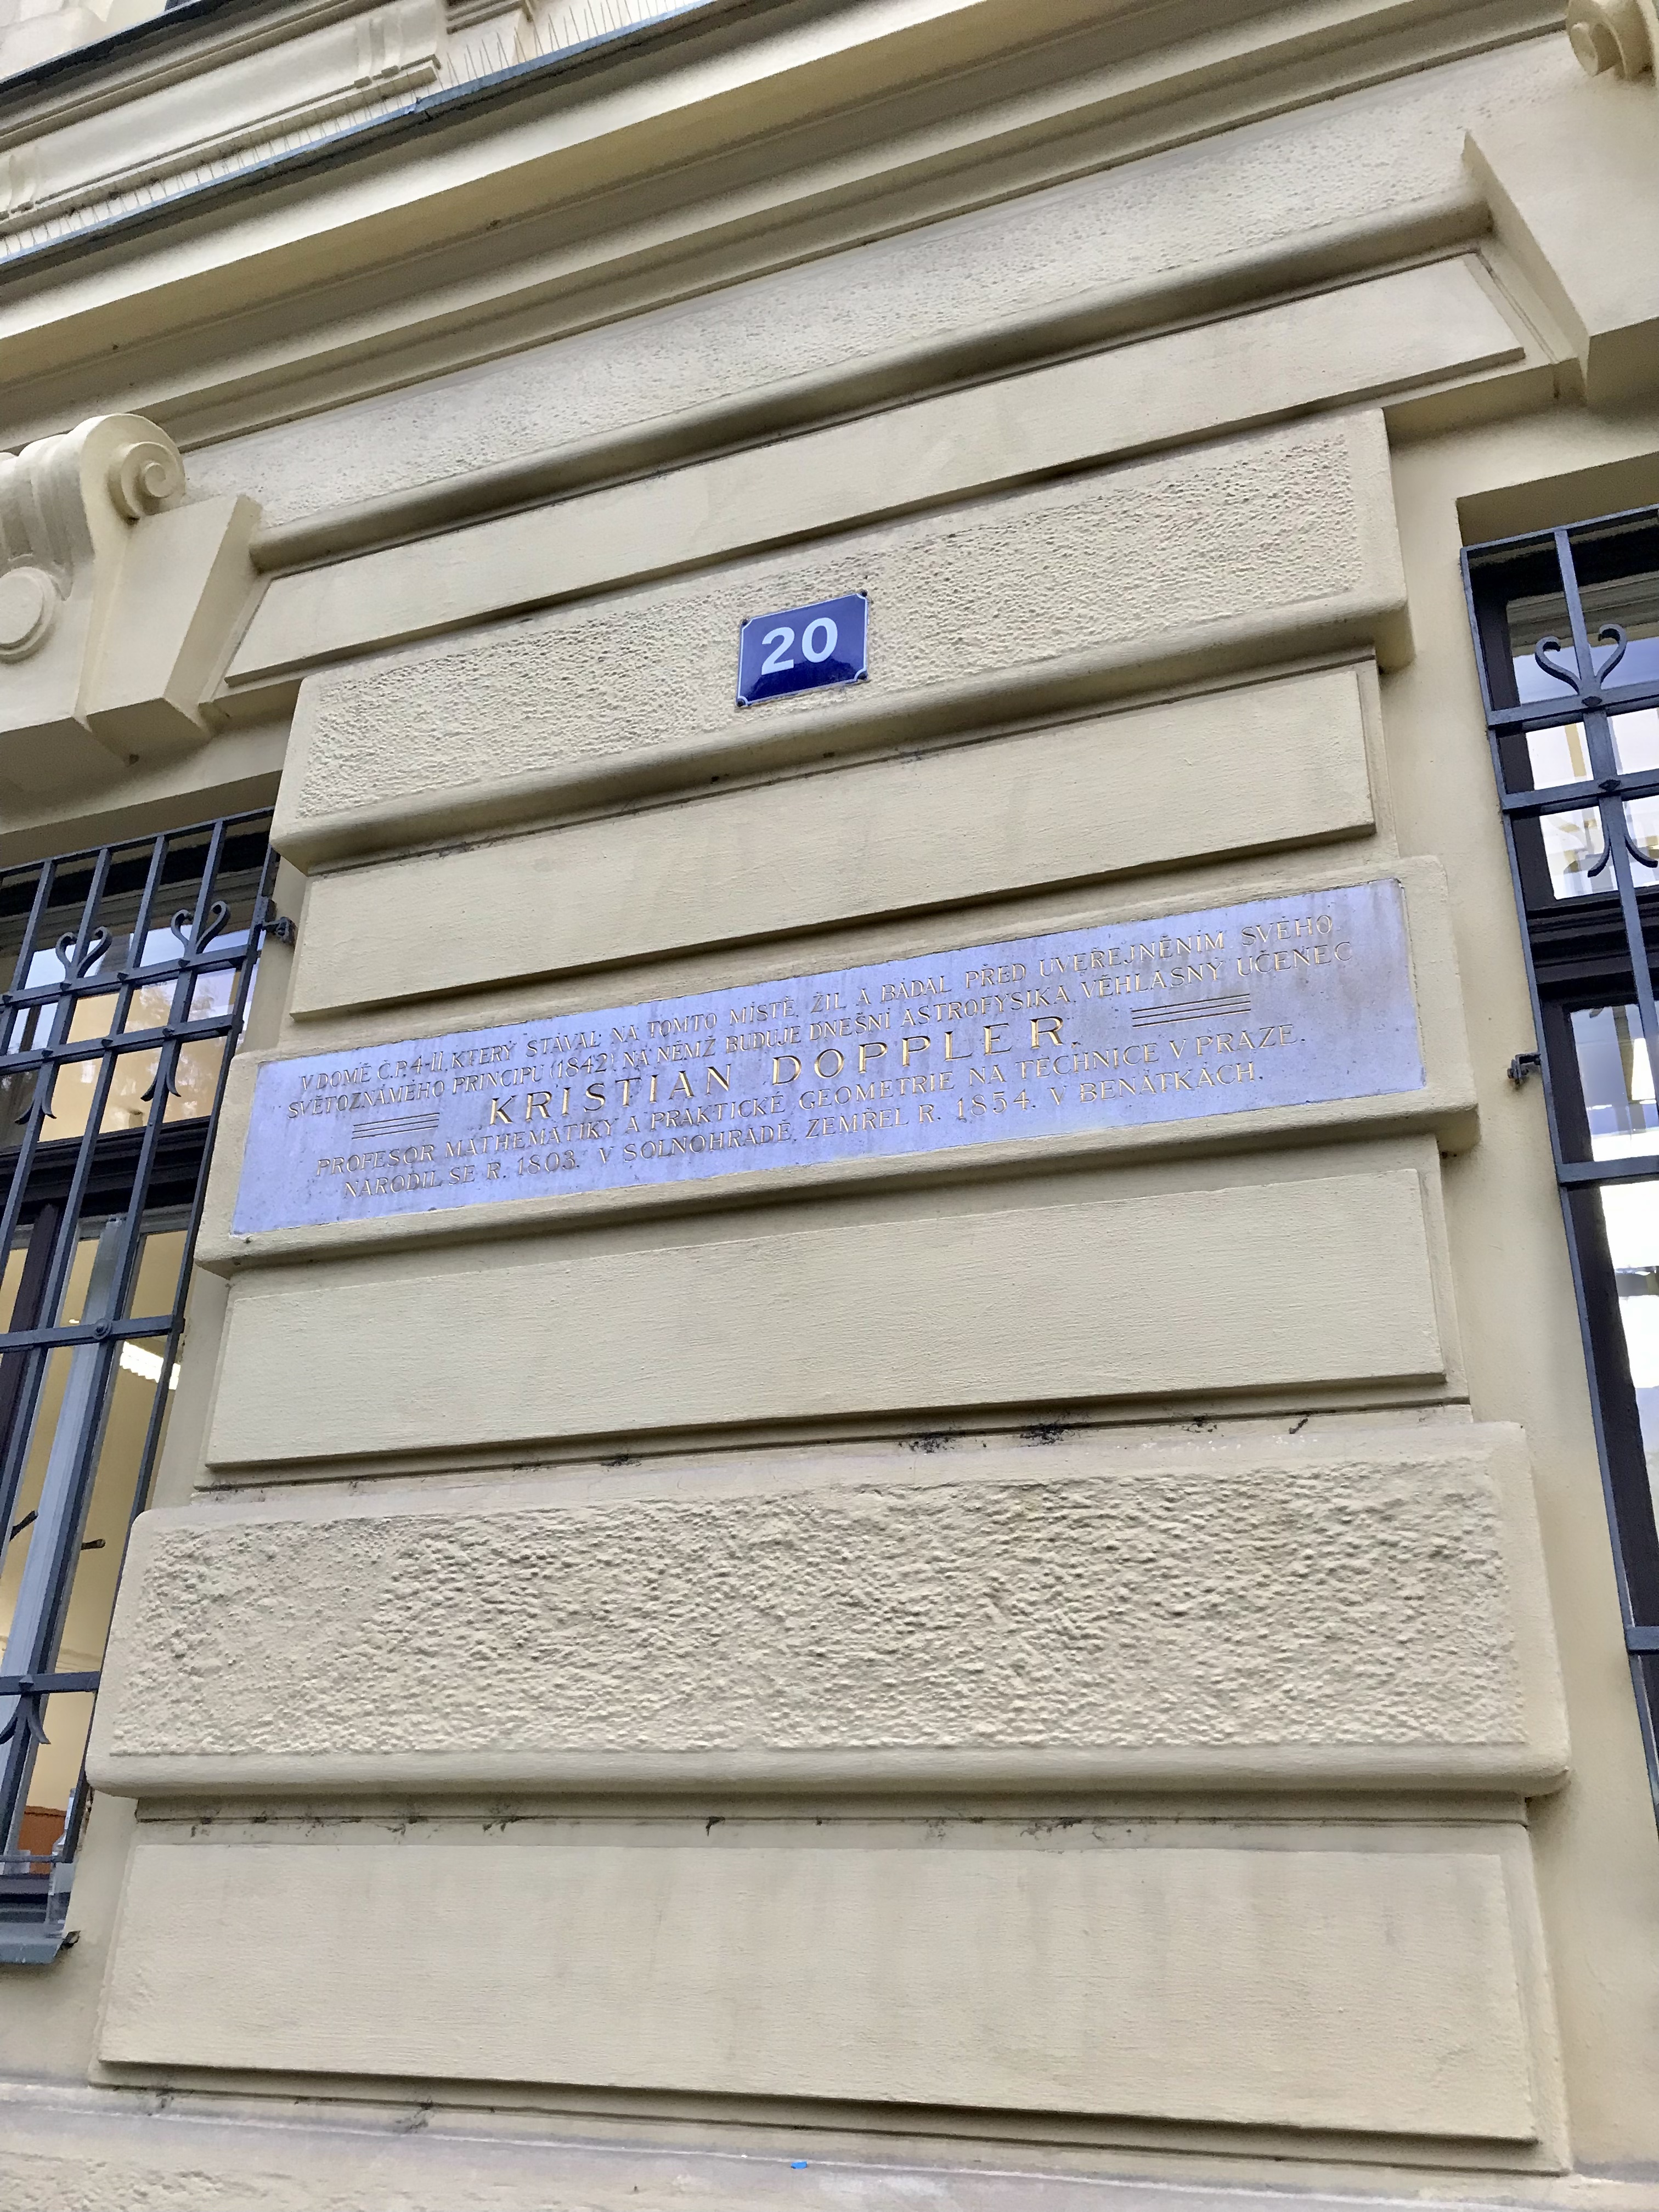 20
V DOMĚ Č.P. 4-II, KTERÝ STÁVAL NA TOMTO MÍSTĚ, ŽIL A BÁDAL PŘED UVEŘEJNĚNÍM SVÉHO
SVĚTOZNÁMÉHO PRINCIPU (1842) NA NĚMŽ BUDUJE DNEŠNÍ ASTROFYSIKA, VĚHLASNÝ UČENEC
KRISTIAN DOPPLER,
PROFESOR MATHEMATIKY A PRAKTICKÉ GEOMETRIE NA TECHNICE V PRAZE.
NARODIL SE R. 1803. V SOLNOHRADĚ, ZEMŘEL R. 1854. V BENÁTKÁCH.